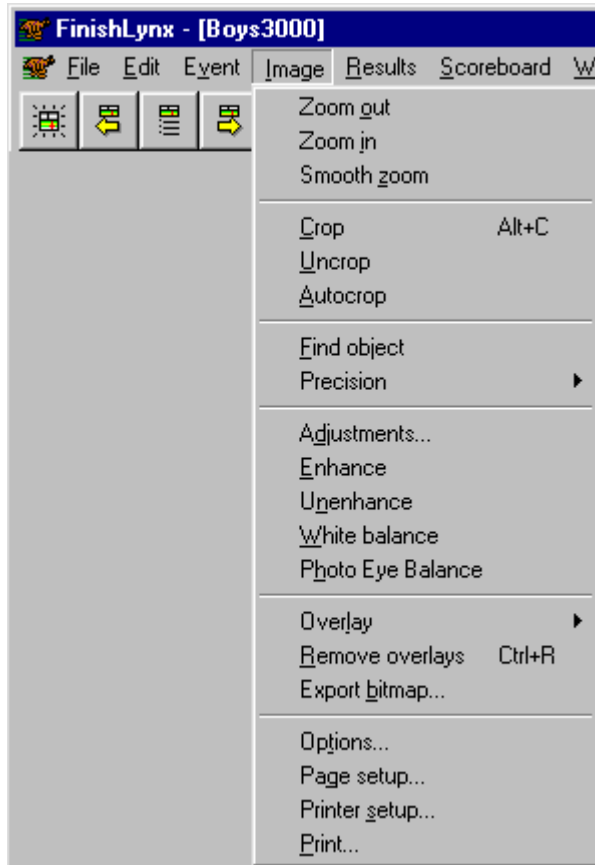 FinishLynx - [Boys3000]
File Edit Event Image Results Scoreboard W
Zoom out
Zoom in
Smooth zoom
Crop Alt+C
Uncrop
Autocrop
Find object
Precision
Adjustments...
Enhance
Unenhance
White balance
Photo Eye Balance
Overlay
Remove overlays Ctrl+R
Export bitmap...
Options...
Page setup...
Printer setup...
Print...